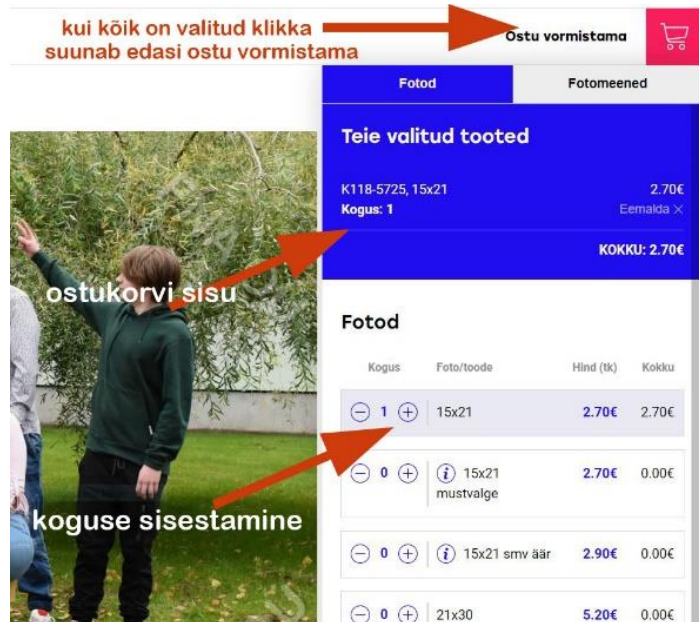 kui kõik on valitud klikka
suunab edasi ostu vormistama
Ostu vormistama
Fotod
Fotomeened
Teie valitud tooted
K118-5725, 15x21 2.70€
Kogus: 1 Eemalda ×
KOKKU: 2.70€
ostukorvi sisu
Fotod
Kogus Foto/toode Hind (tk) Kokku
1 15x21 2.70€ 2.70€
0 i 15x21 2.70€ 0.00€
mustvalge
koguse sisestamine
0 i 15x21 smv äär 2.90€ 0.00€
0 21x30 5.20€ 0.00€